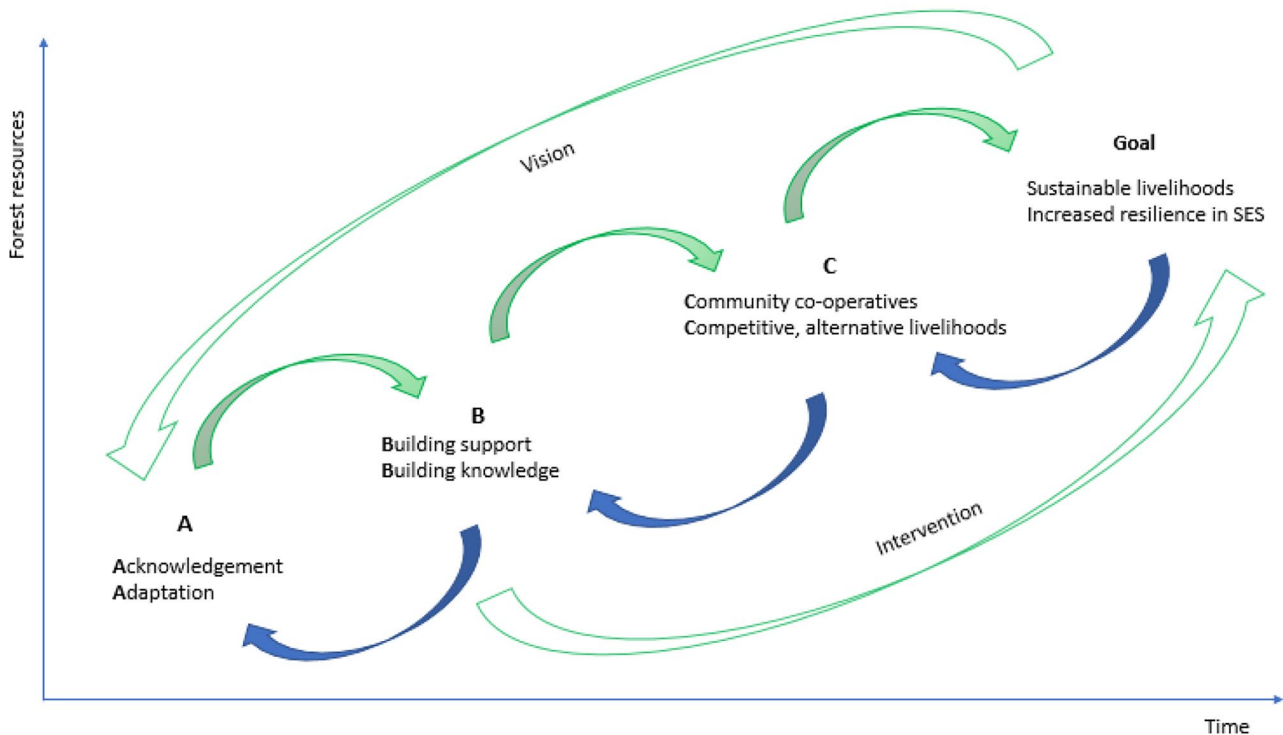 Forest resources
Vision
Goal
Sustainable livelihoods
Increased resilience in SES
C
Community co-operatives
Competitive, alternative livelihoods
B
Building support
Building knowledge
A
Acknowledgement
Adaptation
Intervention
Time